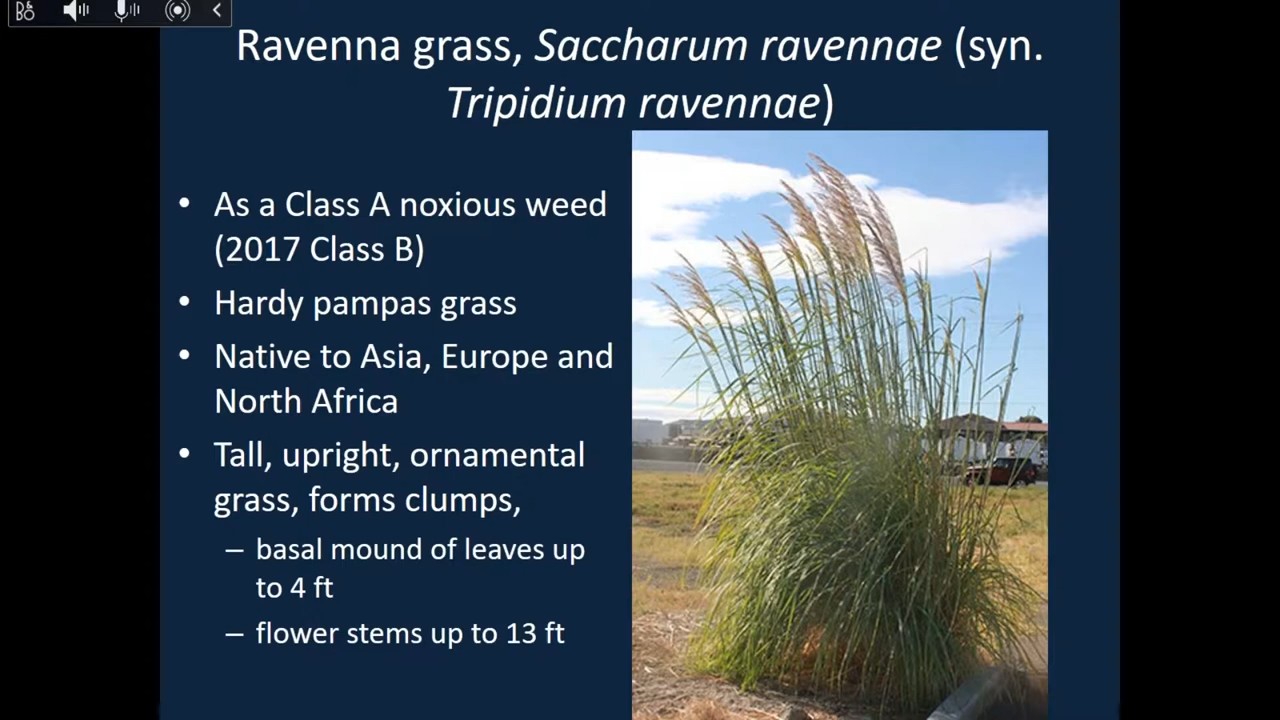 B&
BO
Ravenna grass, Saccharum ravennae (syn.
Tripidium ravennae)
• As a Class A noxious weed
(2017 Class B)
• Hardy pampas grass
• Native to Asia, Europe and
North Africa
• Tall, upright, ornamental
grass, forms clumps,
– basal mound of leaves up
to 4 ft
– flower stems up to 13 ft